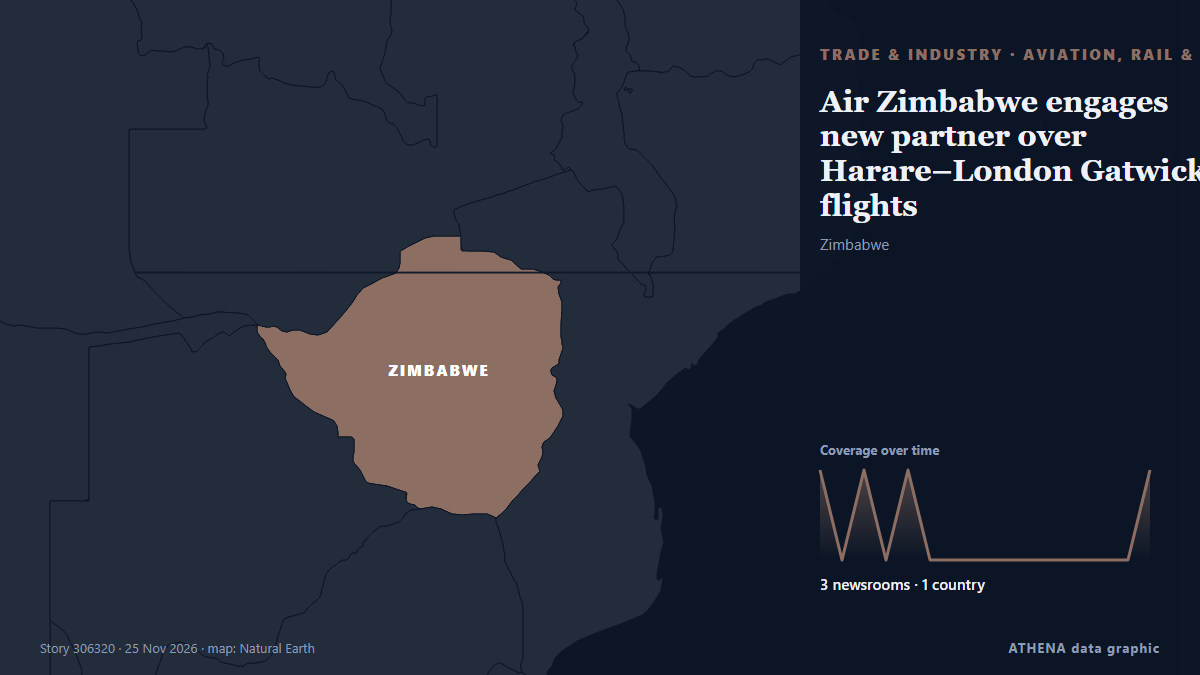 TRADE & INDUSTRY · AVIATION, RAIL &
Air Zimbabwe engages
new partner over
Harare–London Gatwick
flights
Zimbabwe
ZIMBABWE
Coverage over time
3 newsrooms · 1 country
Story 306320 · 25 Nov 2026 · map: Natural Earth
ATHENA data graphic